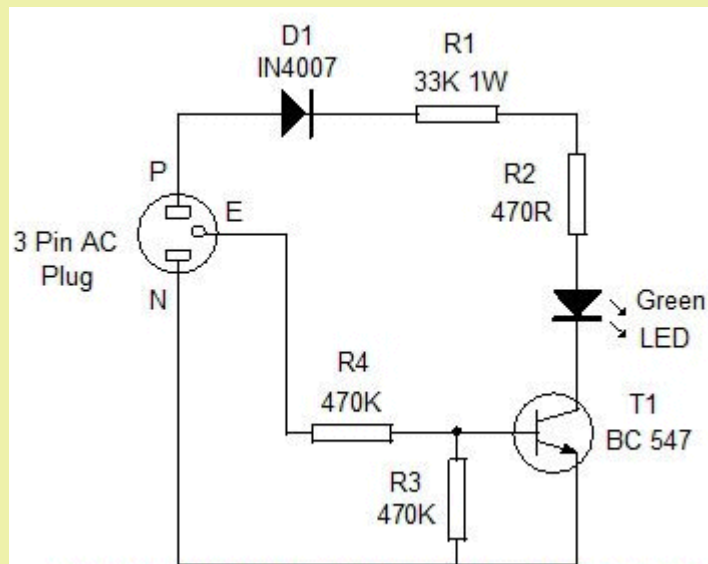 D1
IN4007
R1
33K 1W
P
E
R2
470R
3 Pin AC
Plug
N
Green
LED
R4
470K
T1
BC 547
R3
470K